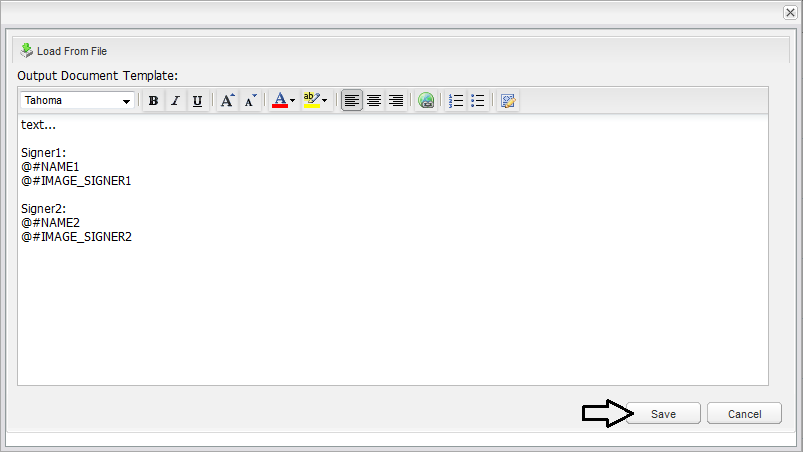 Load From File
Output Document Template:
Tahoma B I U A A A ab
text...
Signer1:
@#NAME1
@#IMAGE_SIGNER1
Signer2:
@#NAME2
@#IMAGE_SIGNER2
Save Cancel